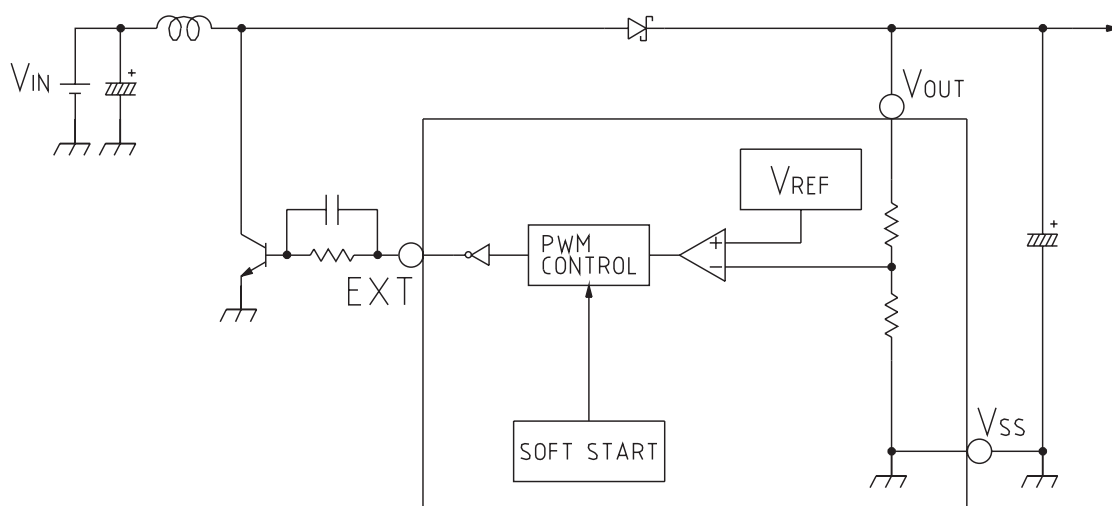 VIN
+
VOUT
VREF
+
PWM
CONTROL
+
−
EXT
VSS
SOFT START